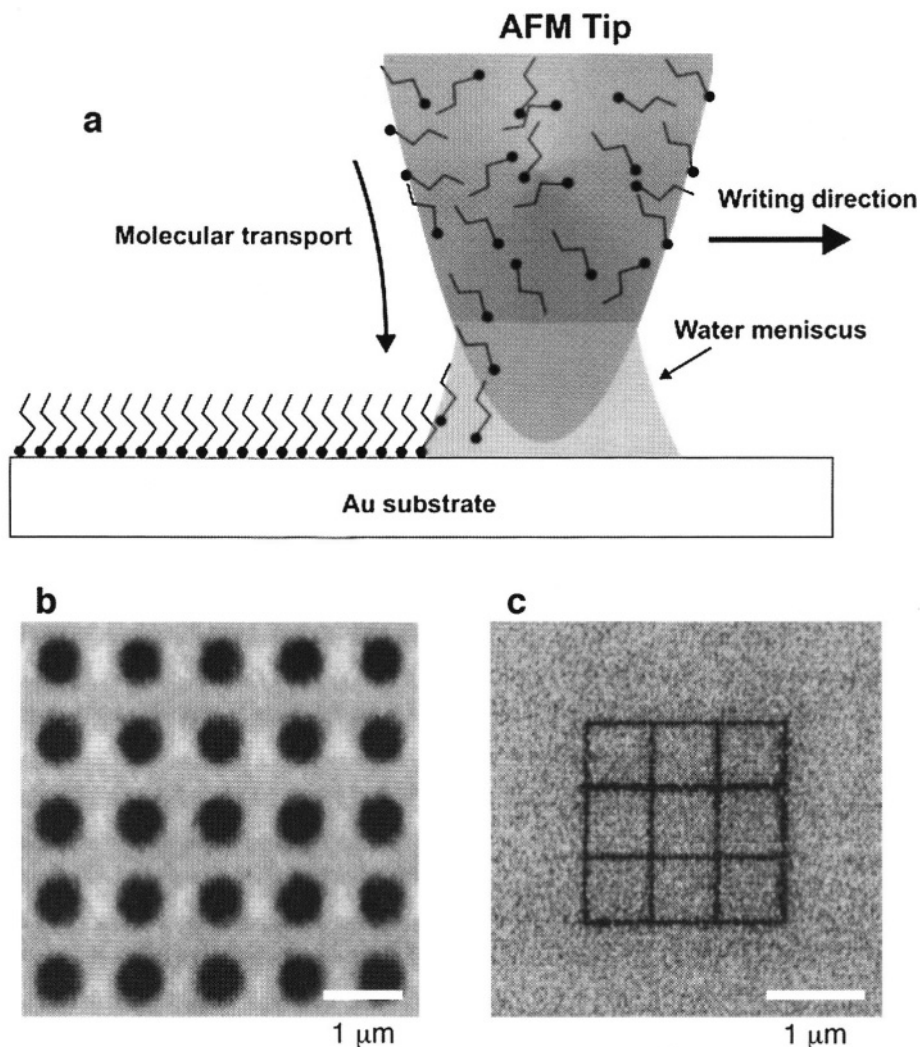 AFM Tip
a
Molecular transport
Writing direction
Water meniscus
Au substrate
b
c
1 μm
1 μm